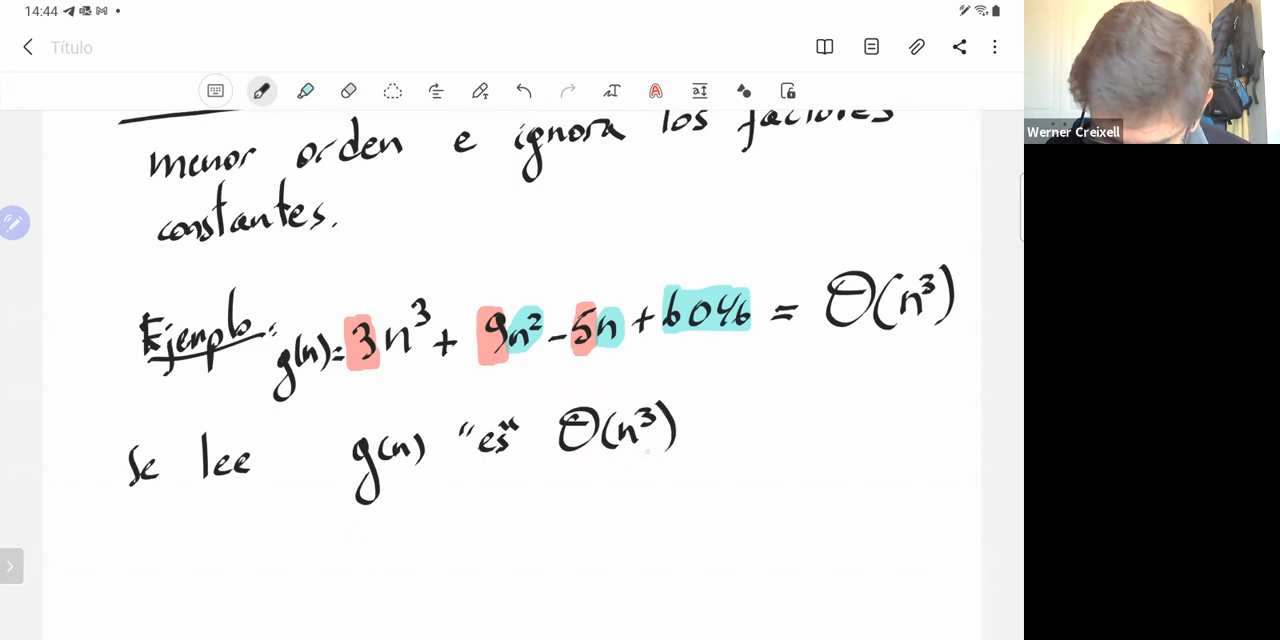 14:44
Título
Werner Creixell
menor orden e ignora los factores
constantes.
Ejemplo: g(n)= 3n³ + 9n² - 5n + 6046 = Θ(n³)
Se lee g(n) "es" Θ(n³)